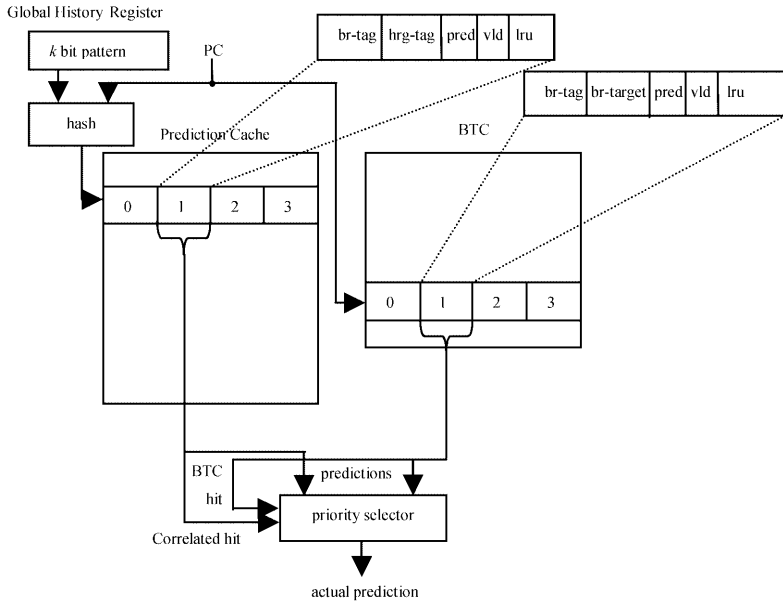 Global History Register
k bit pattern
PC
hash
br-tag hrg-tag pred vld lru
br-tag br-target pred vld lru
Prediction Cache
BTC
0 1 2 3
0 1 2 3
BTC
hit
predictions
priority selector
Correlated hit
actual prediction